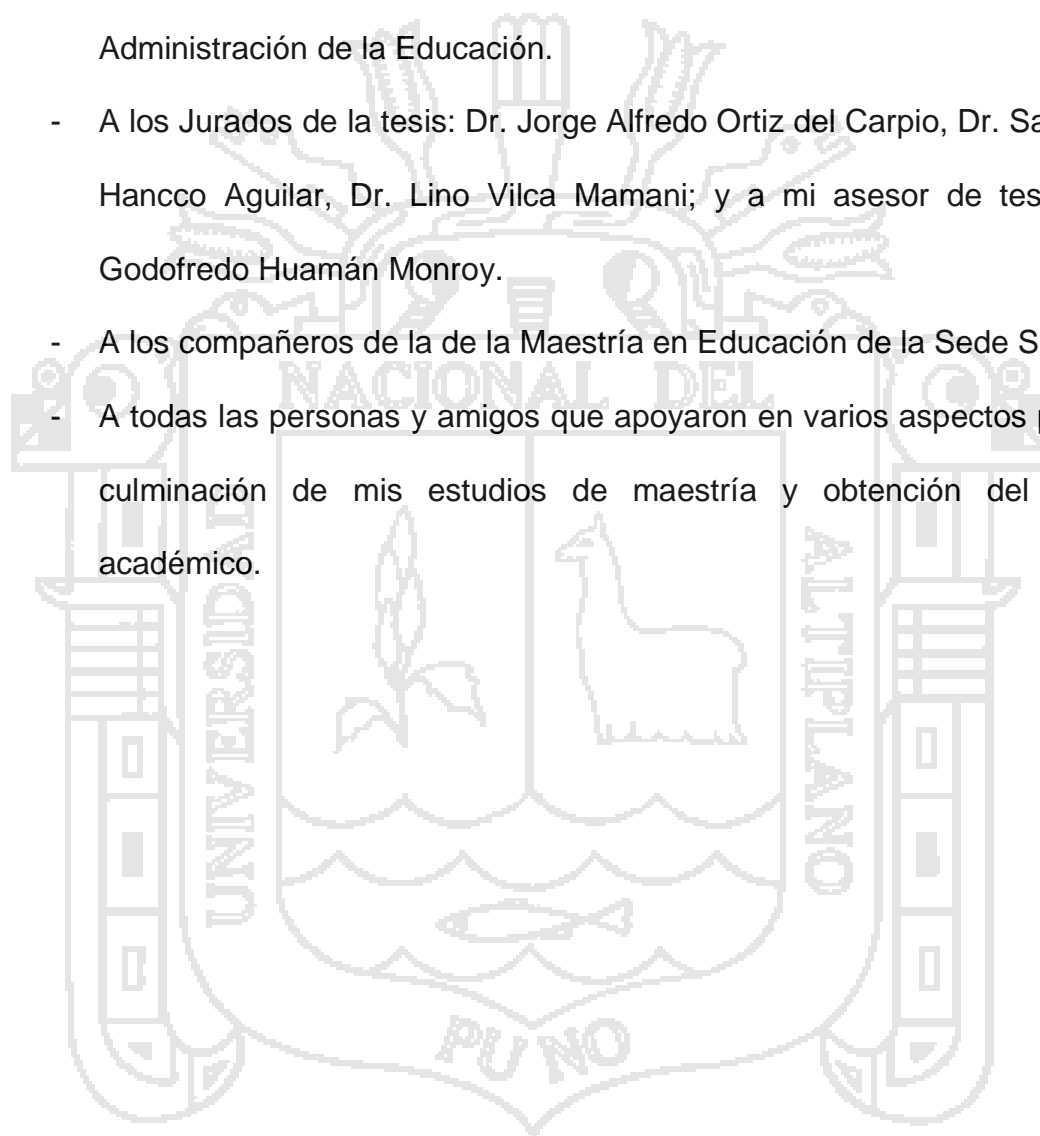 Administración de la Educación.
- A los Jurados de la tesis: Dr. Jorge Alfredo Ortiz del Carpio, Dr.
Hancco Aguilar, Dr. Lino Vilca Mamani; y a mi asesor de
Godofredo Huamán Monroy.
- A los compañeros de la de la Maestría en Educación de la Sede
- A todas las personas y amigos que apoyaron en varios aspectos
culminación de mis estudios de maestría y obtención del
académico.
NACIONAL DEL
UNIVERSIDAD
ALTIPLANO
PUNO